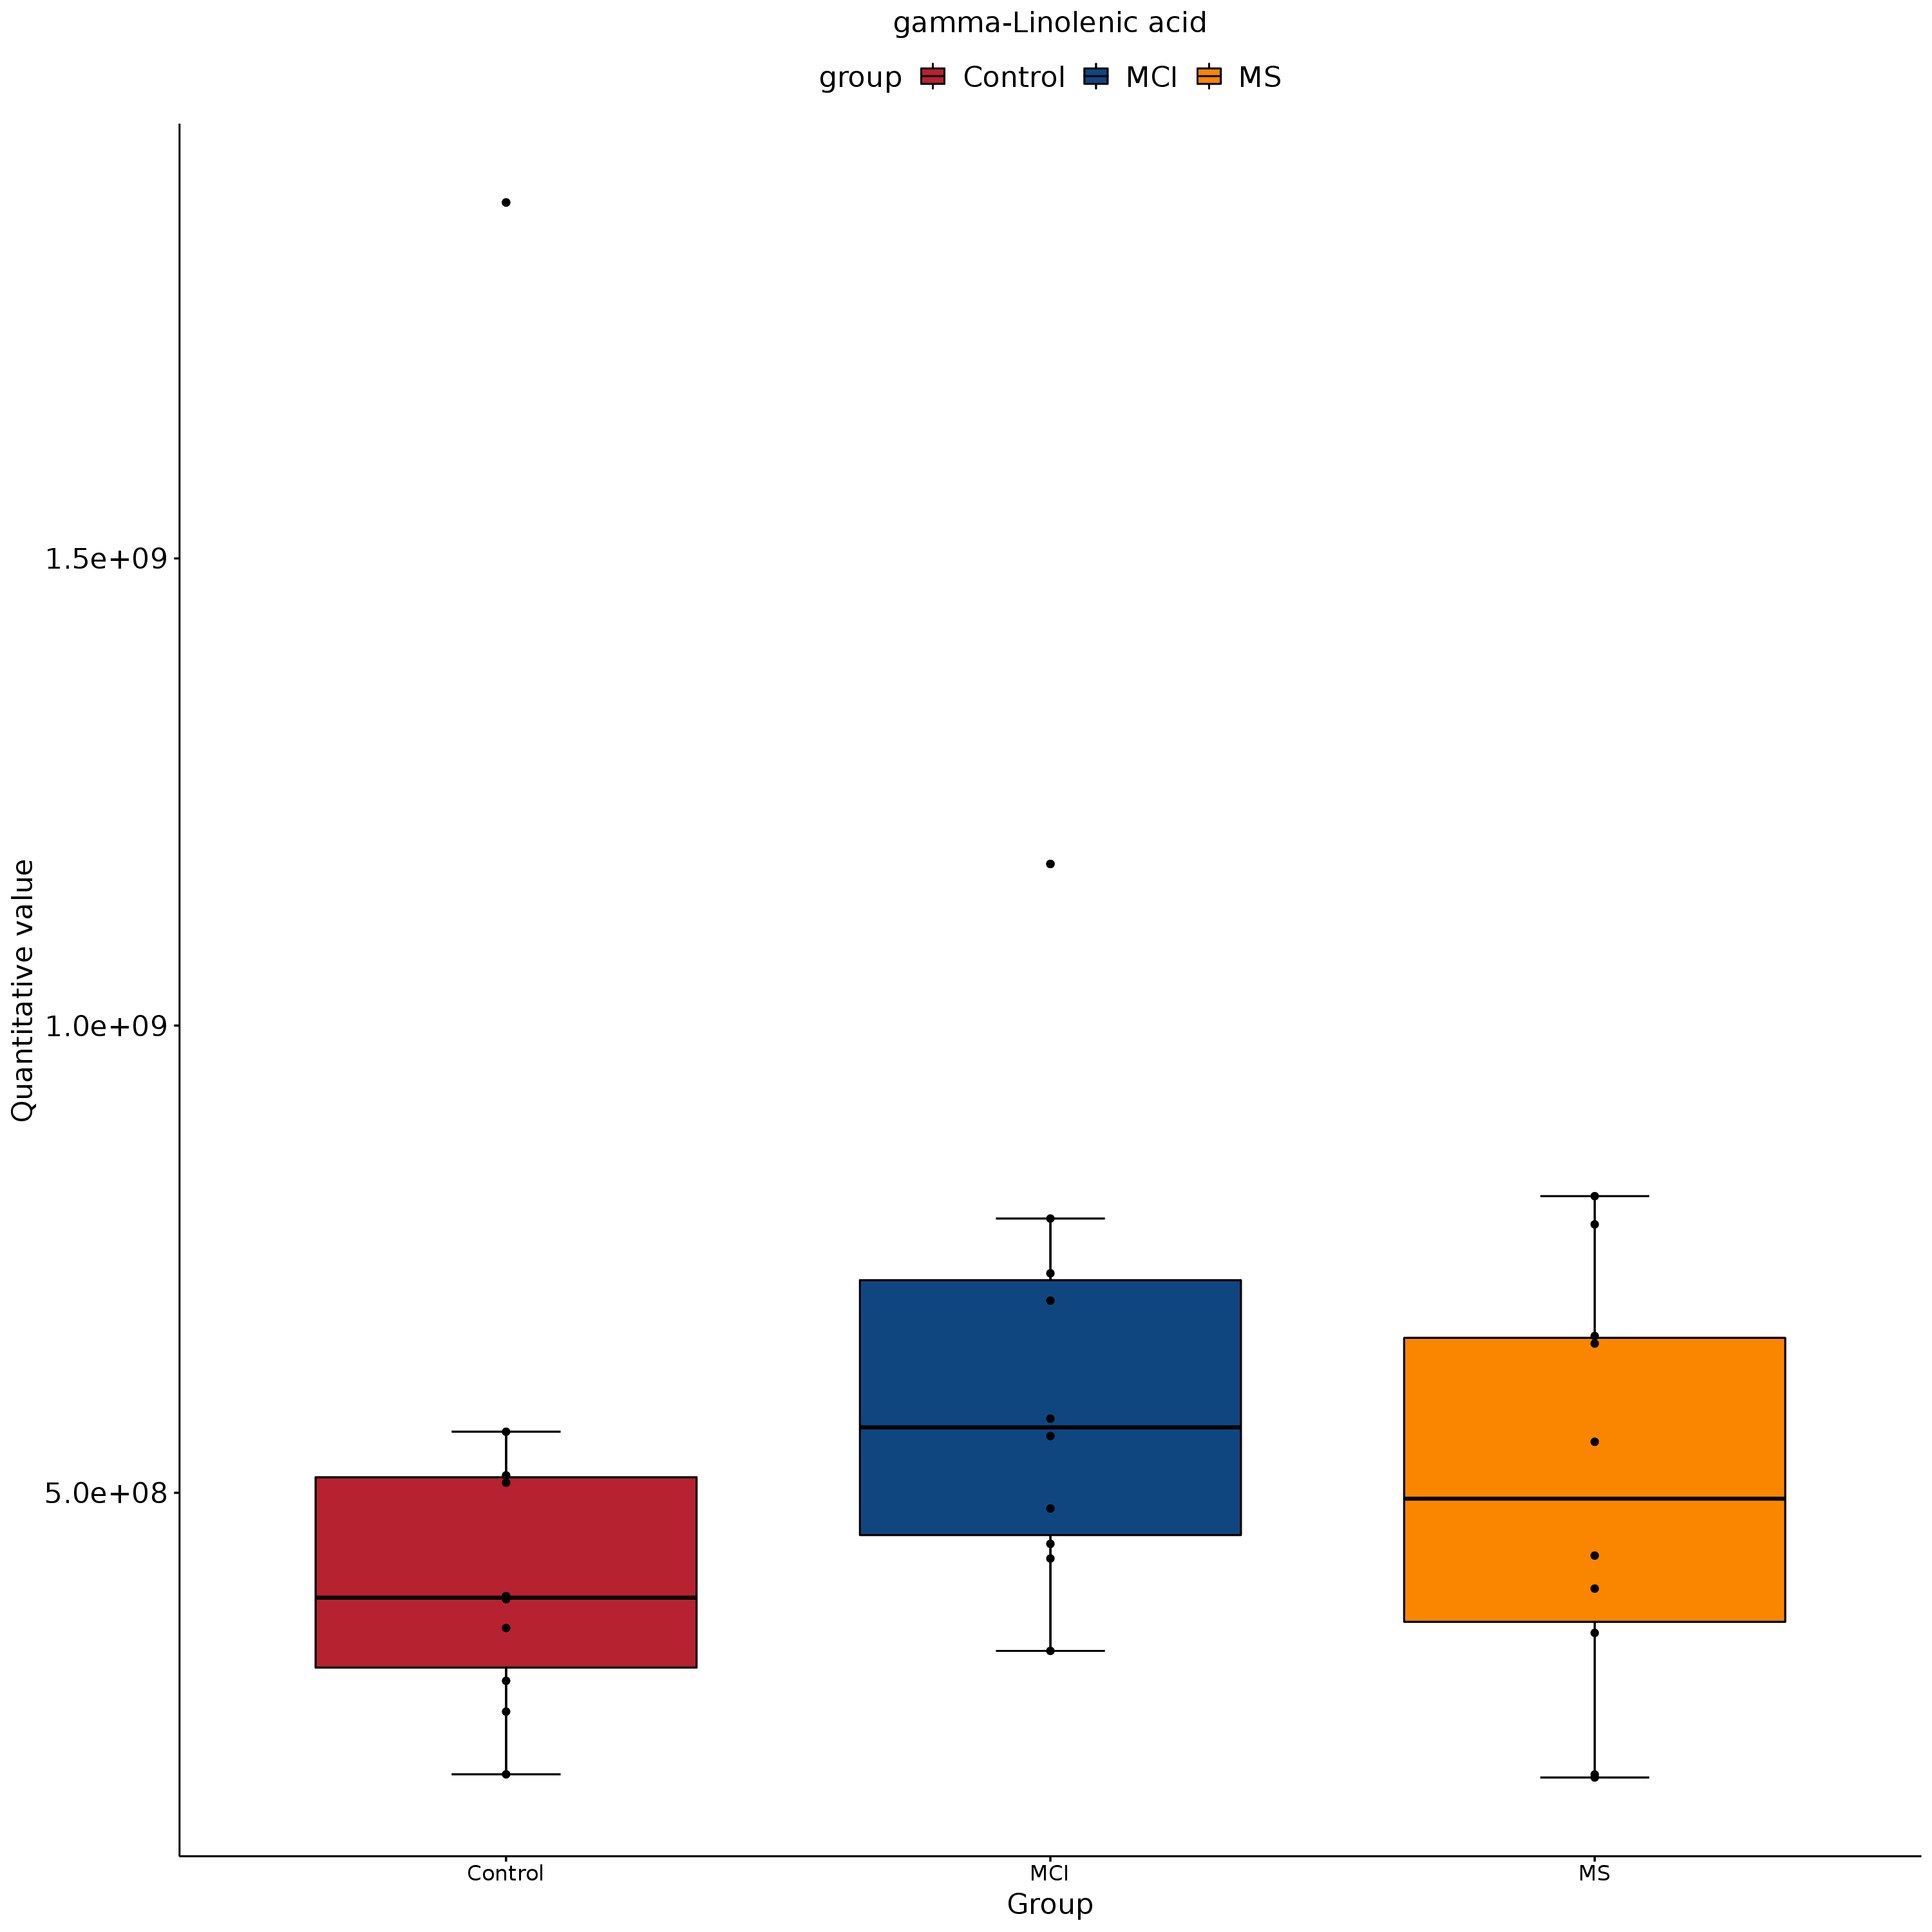 gamma-Linolenic acid
group Control MCI MS
Quantitative value
1.5e+09
1.0e+09
5.0e+08
Control MCI MS
Group